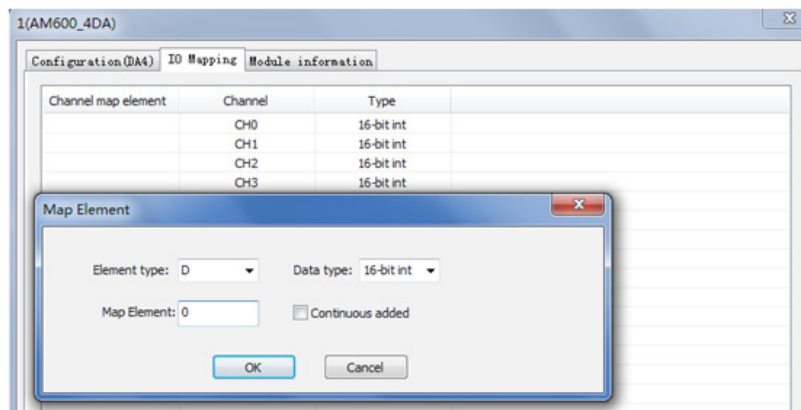 1(AM600_4DA)
Configuration(DA4) IO Mapping Module information
Channel map element Channel Type
CH0 16-bit int
CH1 16-bit int
CH2 16-bit int
CH3 16-bit int
Map Element
Element type: D Data type: 16-bit int
Map Element: 0 Continuous added
OK Cancel